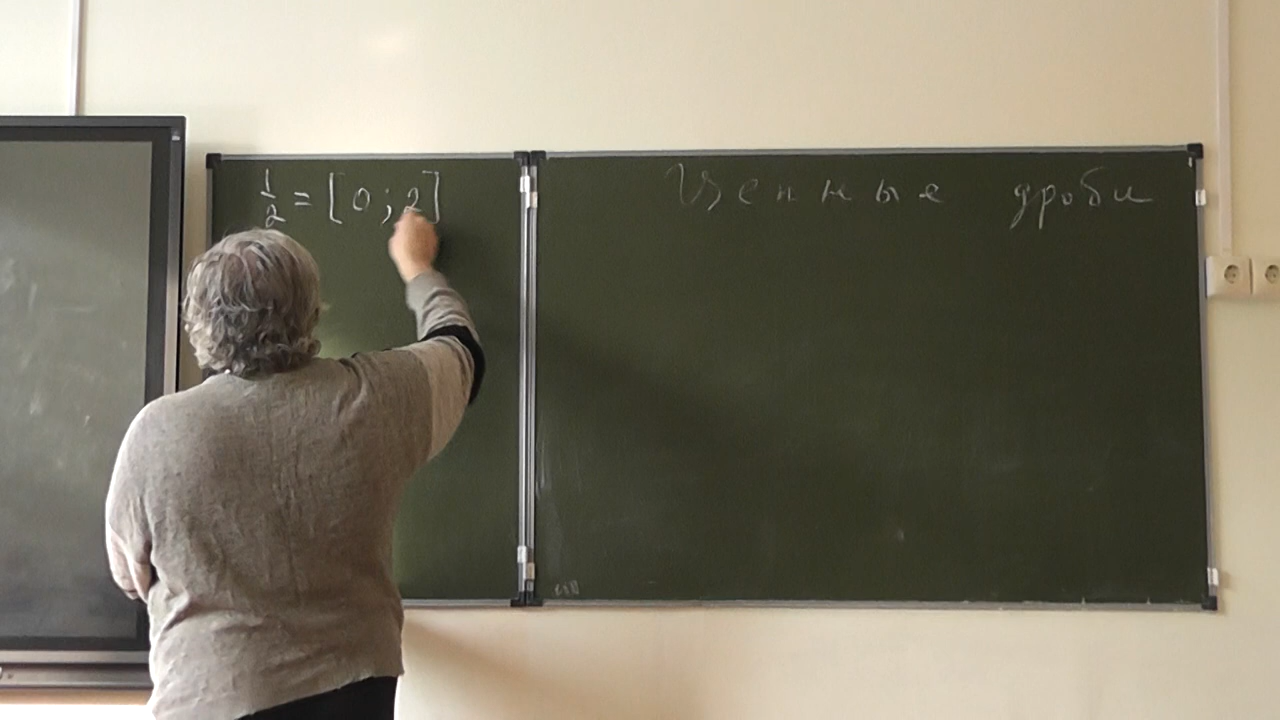 1/2 = [0; 2]
Цепные дроби